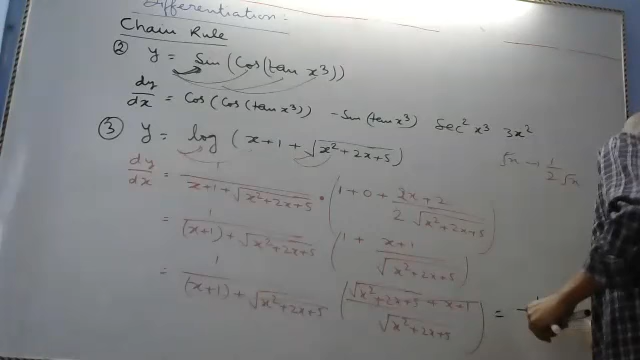 Differentiation:
Chain Rule
② y = Sin (Cos(tan x³))
dy/dx = Cos (Cos(tan x³)) - Sin (tan x³) Sec² x³ 3x²
③ y = log ( x+1 + √(x²+2x+5) )
√x → 1/(2√x)
dy/dx = 1/(x+1+√(x²+2x+5)) • ( 1+0+ (2x+2)/(2√(x²+2x+5)) )
= 1/((x+1)+√(x²+2x+5)) ( 1 + (x+1)/√(x²+2x+5) )
= 1/((x+1)+√(x²+2x+5)) ( (√(x²+2x+5) + x+1)/√(x²+2x+5) ) =